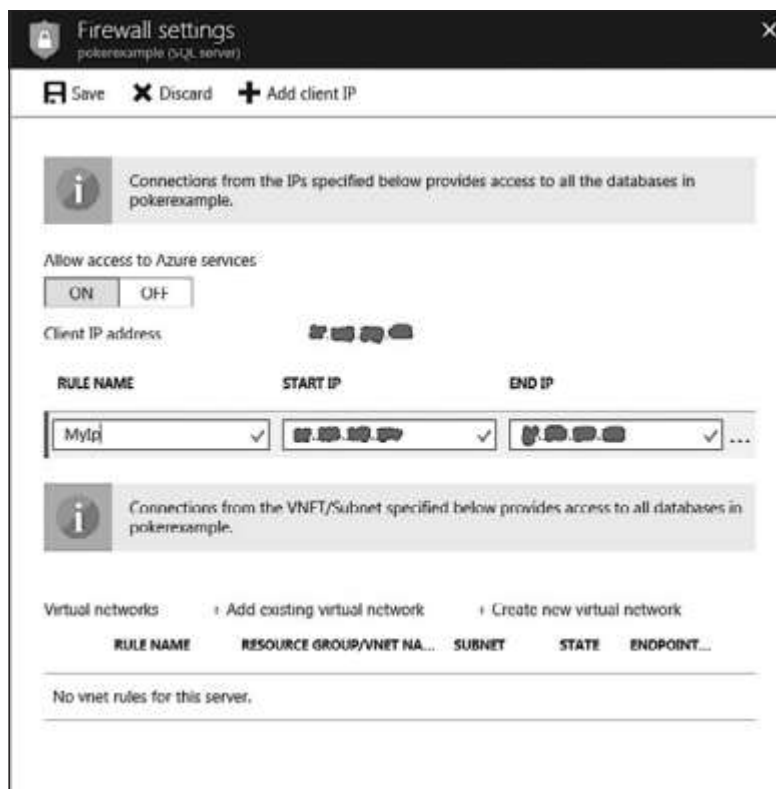 Firewall settings
pokerexample (SQL server)
Save Discard Add client IP
Connections from the IPs specified below provides access to all the databases in
pokerexample.
Allow access to Azure services
ON OFF
Client IP address
RULE NAME START IP END IP
MyIp
...
Connections from the VNET/Subnet specified below provides access to all databases in
pokerexample.
Virtual networks + Add existing virtual network + Create new virtual network
RULE NAME RESOURCE GROUP/VNET NA... SUBNET STATE ENDPOINT...
No vnet rules for this server.